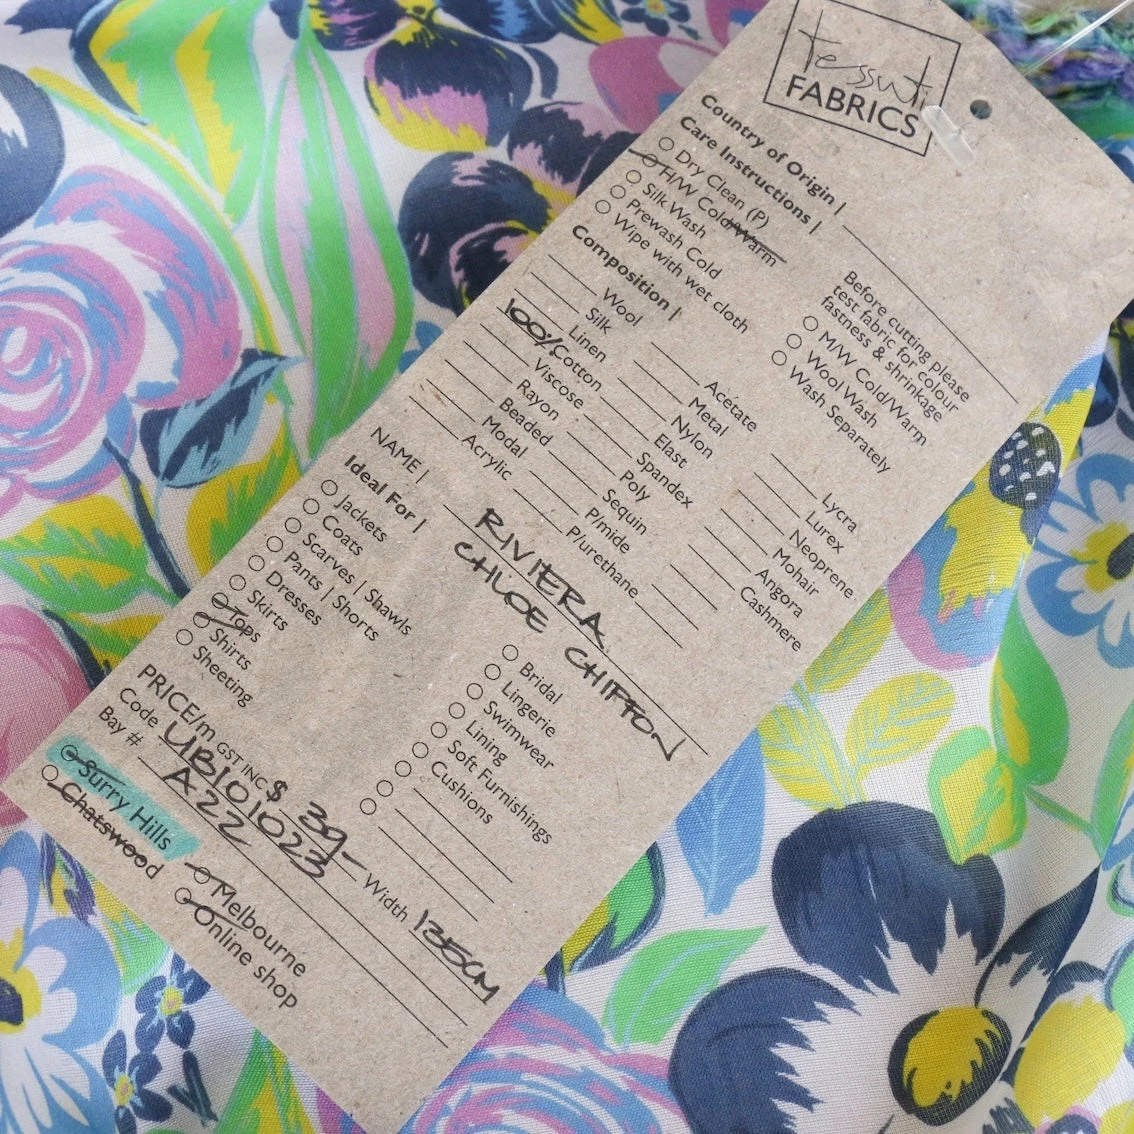 tessuti
FABRICS
Country of Origin |
Care Instructions |
Dry Clean (P)
H/W Cold/Warm
Silk Wash
Prewash Cold
Wipe with wet cloth
Before cutting please
test fabric for colour
fastness & shrinkage
M/W Cold/Warm
Wool Wash
Wash Separately
Composition |
Wool
Silk
Linen
100% Cotton
Viscose
Rayon
Beaded
Modal
Acrylic
Acetate
Metal
Nylon
Elast
Spandex
Poly
Sequin
P/mide
P/urethane
Lycra
Lurex
Neoprene
Mohair
Angora
Cashmere
NAME | RIVIERA
CHLOE CHIFFON
Ideal For |
Jackets
Coats
Scarves | Shawls
Pants | Shorts
Dresses
Skirts
Tops
Shirts
Sheeting
Bridal
Lingerie
Swimwear
Lining
Soft Furnishings
Cushions
PRICE/m GST INC $ 39- Width 135CM
Code UB101023
Bay # A22
Surry Hills
Chatswood
Melbourne
Online shop